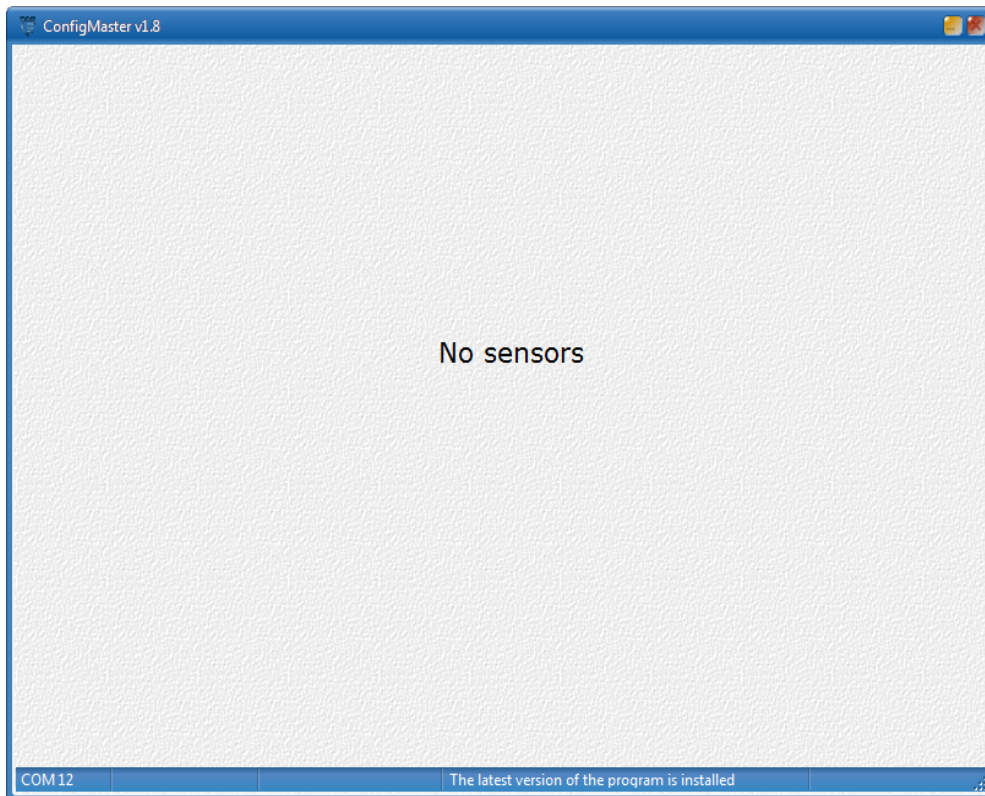 ConfigMaster v1.8
No sensors
COM 12
The latest version of the program is installed